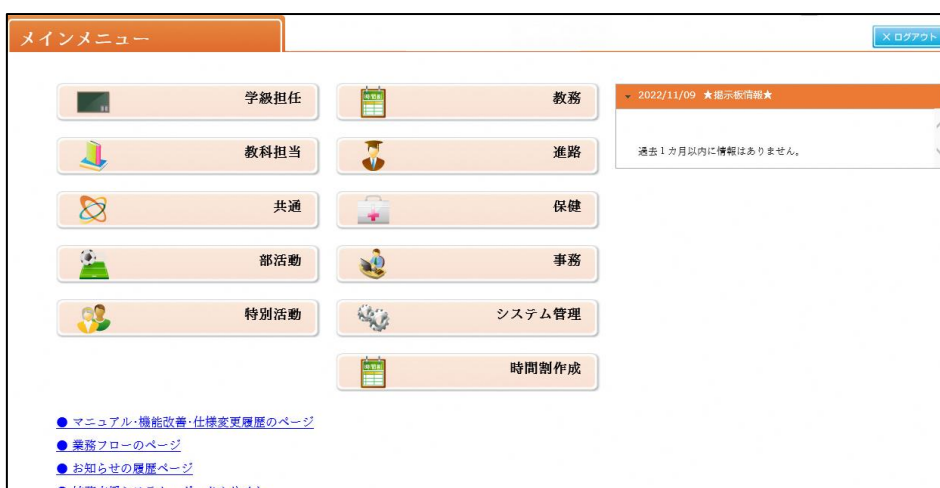 メインメニュー
× ログアウト
学級担任
教科担当
共通
部活動
特別活動
教務
進路
保健
事務
システム管理
時間割作成
2022/11/09 ★掲示板情報★
過去1カ月以内に情報はありません。
● マニュアル･機能改善･仕様変更履歴のページ
● 業務フローのページ
● お知らせの履歴ページ